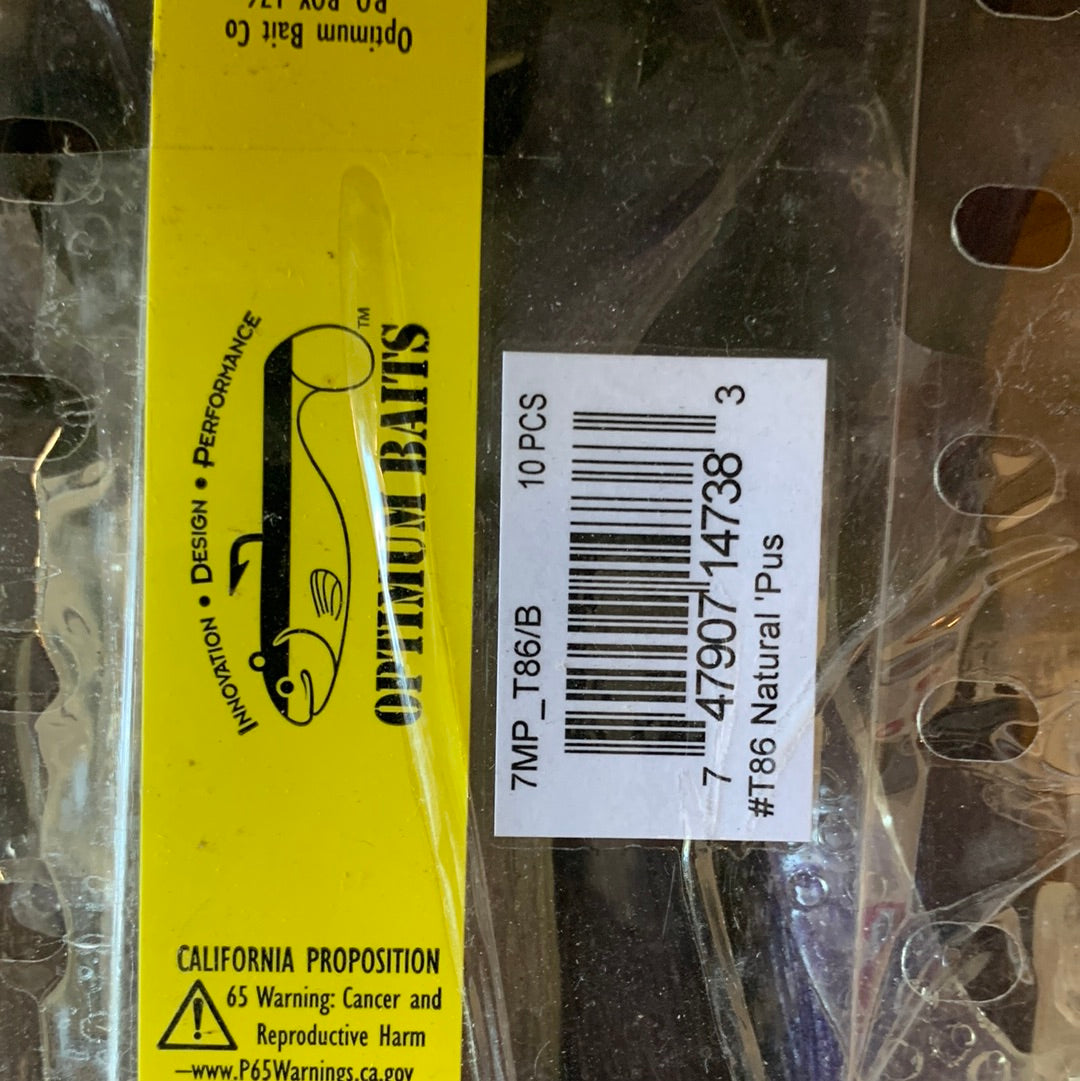 Optimum Bait Co
INNOVATION • DESIGN • PERFORMANCE
TM
OPTIMUM BAITS
7MP_T86/B 10 PCS
7 47907 14738 3
#T86 Natural 'Pus
CALIFORNIA PROPOSITION
65 Warning: Cancer and
Reproductive Harm
—www.P65Warnings.ca.gov